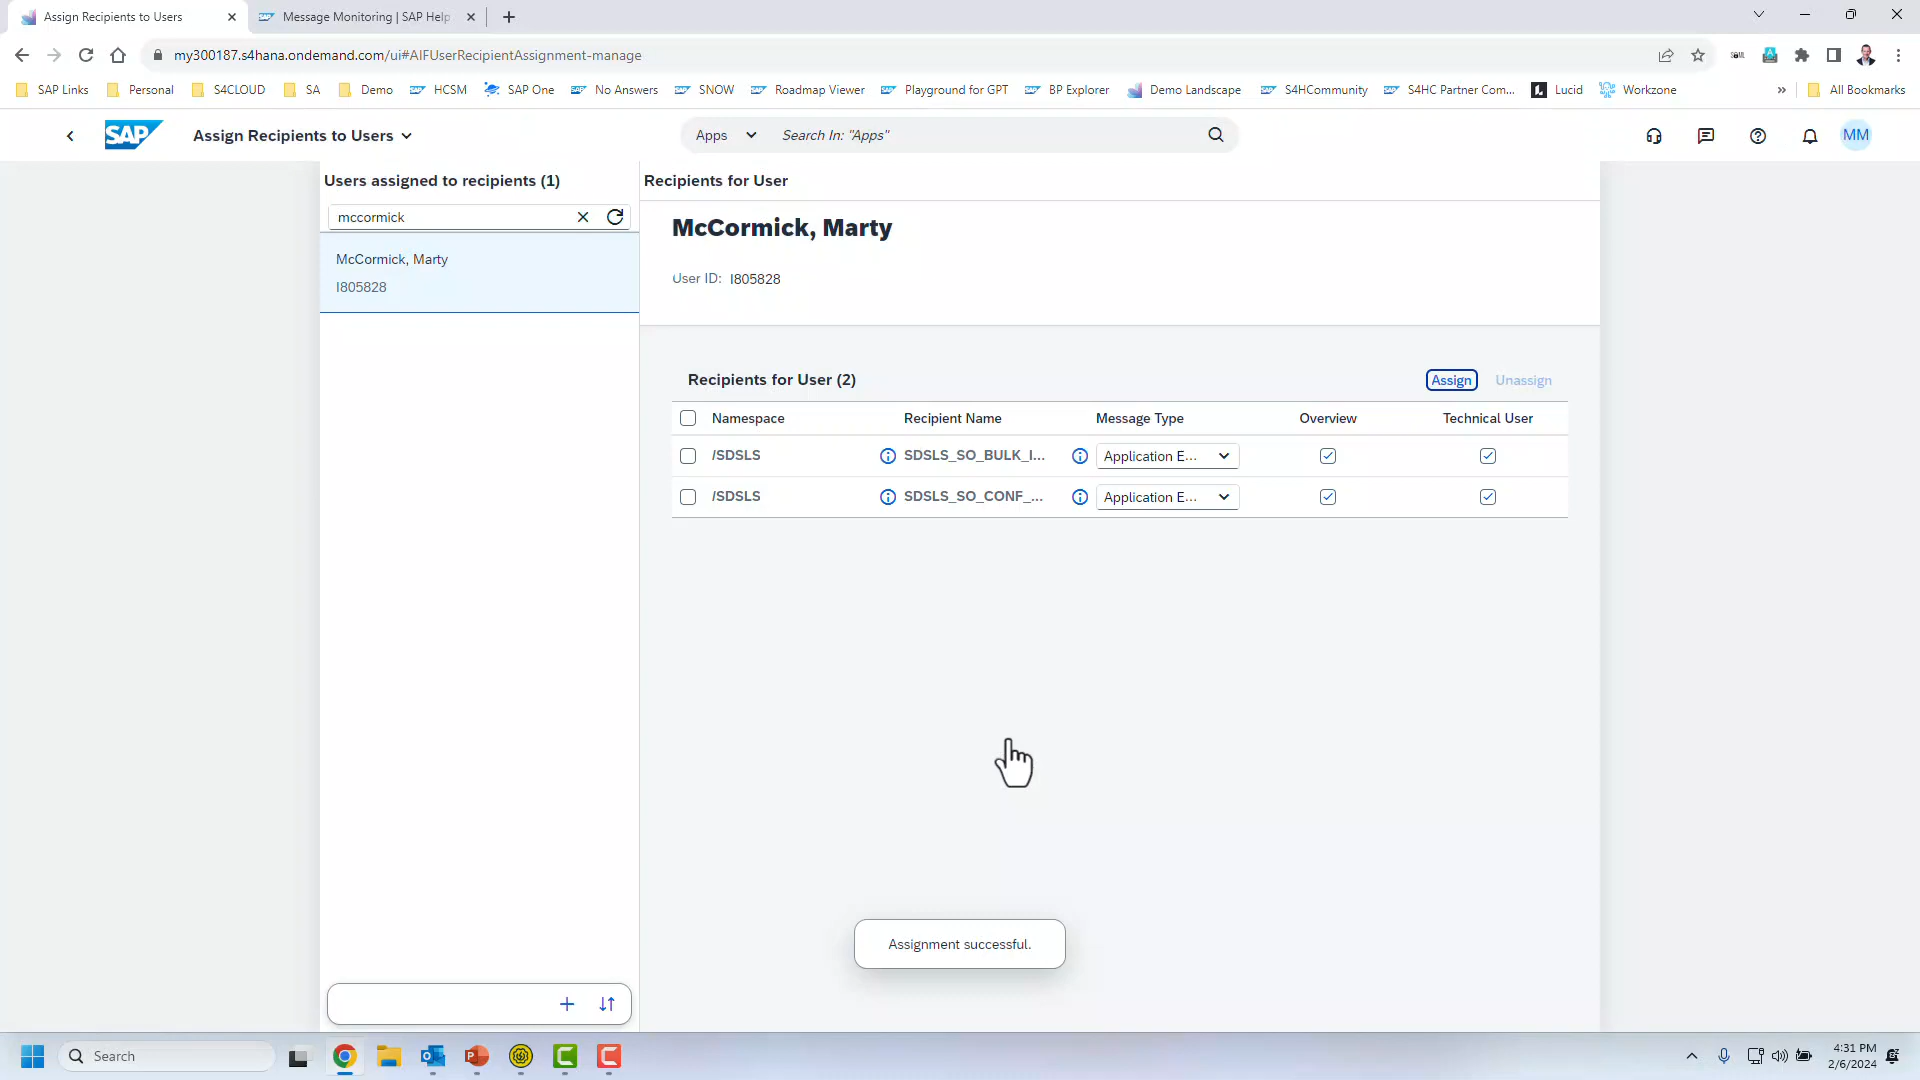 Assign Recipients to Users
Message Monitoring | SAP Help
my300187.s4hana.ondemand.com/ui#AIFUserRecipientAssignment-manage
SAP Links
Personal
S4CLOUD
SA
Demo
HCSM
SAP One
No Answers
SNOW
Roadmap Viewer
Playground for GPT
BP Explorer
Demo Landscape
S4HCommunity
S4HC Partner Com...
Lucid
Workzone
»
All Bookmarks
SAP
Assign Recipients to Users
Apps
Search In: "Apps"
MM
Users assigned to recipients (1)
mccormick
McCormick, Marty
I805828
Recipients for User
McCormick, Marty
User ID: I805828
Recipients for User (2)
Assign
Unassign
Namespace
Recipient Name
Message Type
Overview
Technical User
/SDSLS
SDSLS_SO_BULK_I...
Application E...
/SDSLS
SDSLS_SO_CONF_...
Application E...
Assignment successful.
Search
4:31 PM
2/6/2024